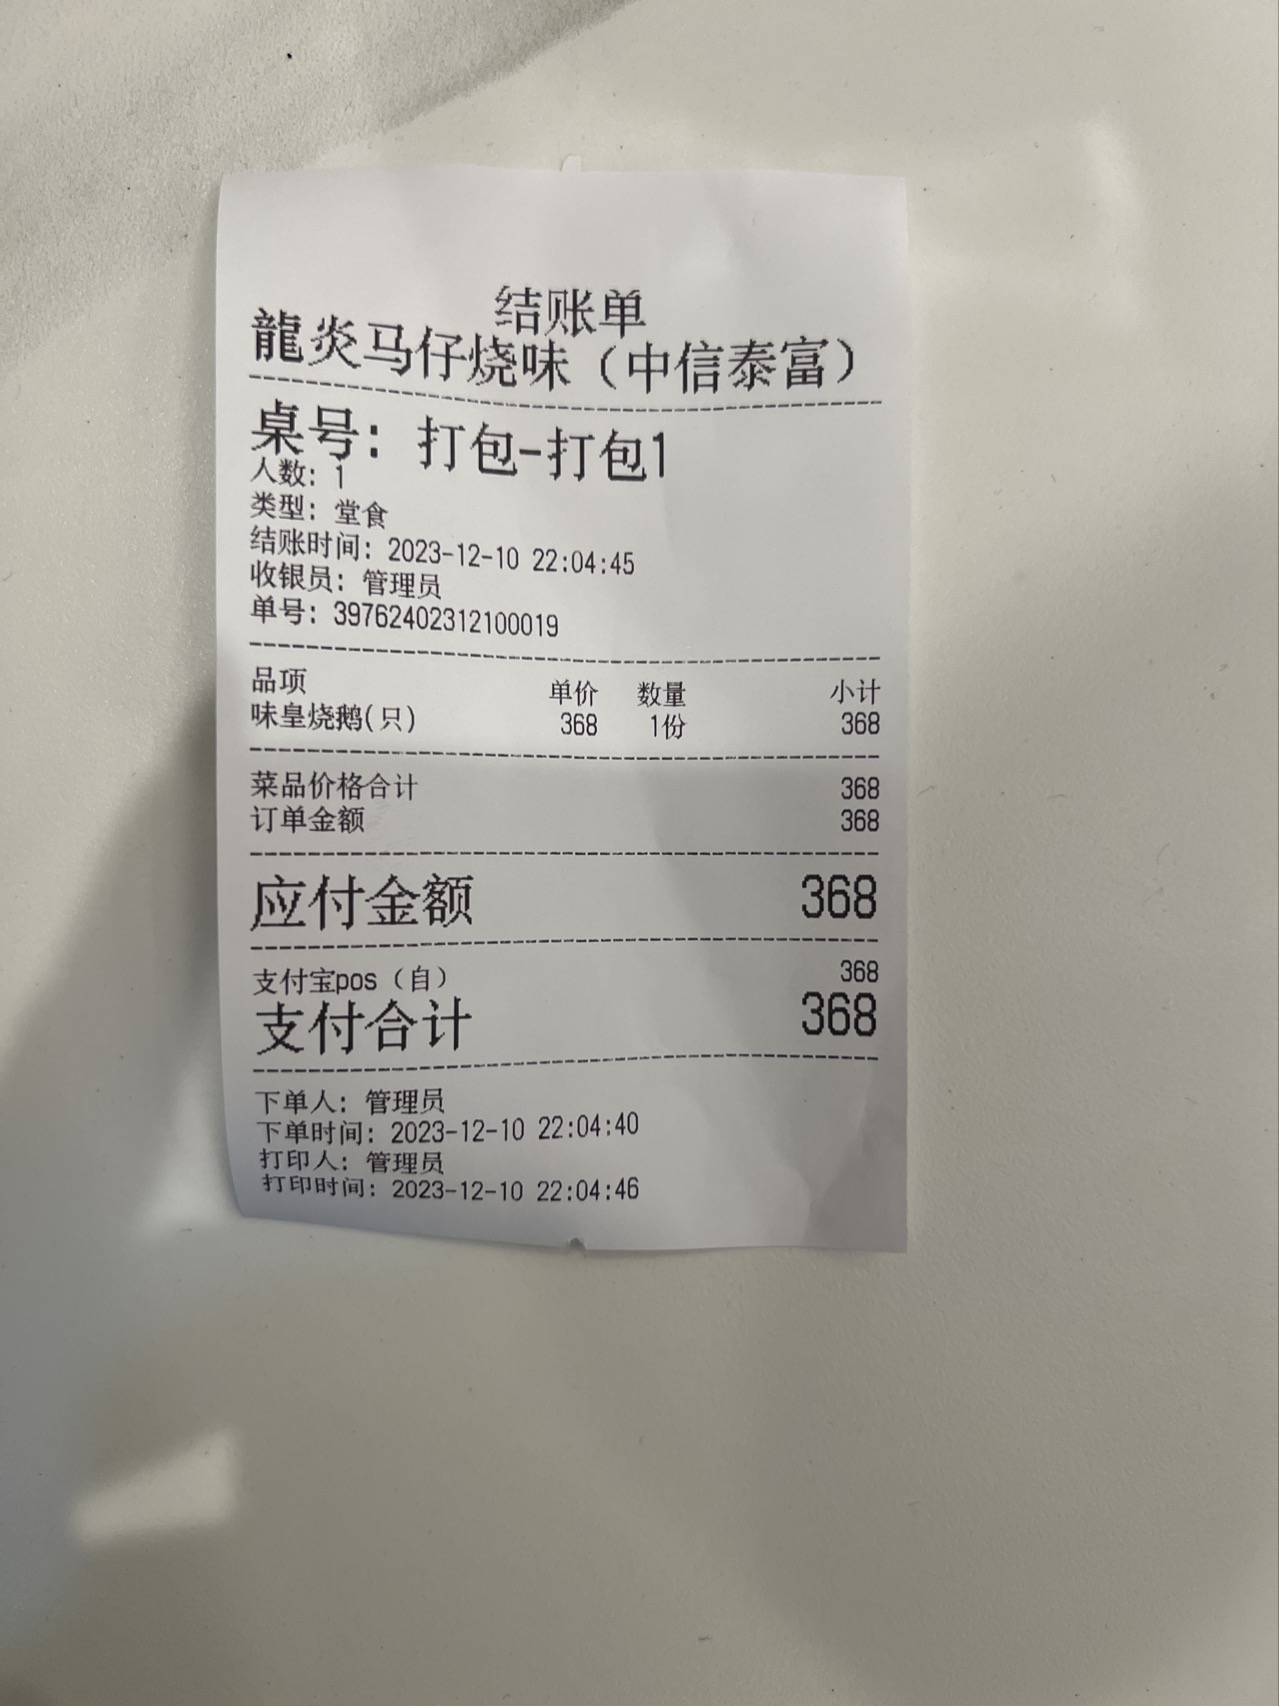 结账单
龍炎马仔烧味（中信泰富）
桌号：打包-打包1
人数：1
类型：堂食
结账时间：2023-12-10 22:04:45
收银员：管理员
单号：39762402312100019
品项 单价 数量 小计
味皇烧鹅(只) 368 1份 368
菜品价格合计 368
订单金额 368
应付金额 368
支付宝pos（自） 368
支付合计 368
下单人：管理员
下单时间：2023-12-10 22:04:40
打印人：管理员
打印时间：2023-12-10 22:04:46